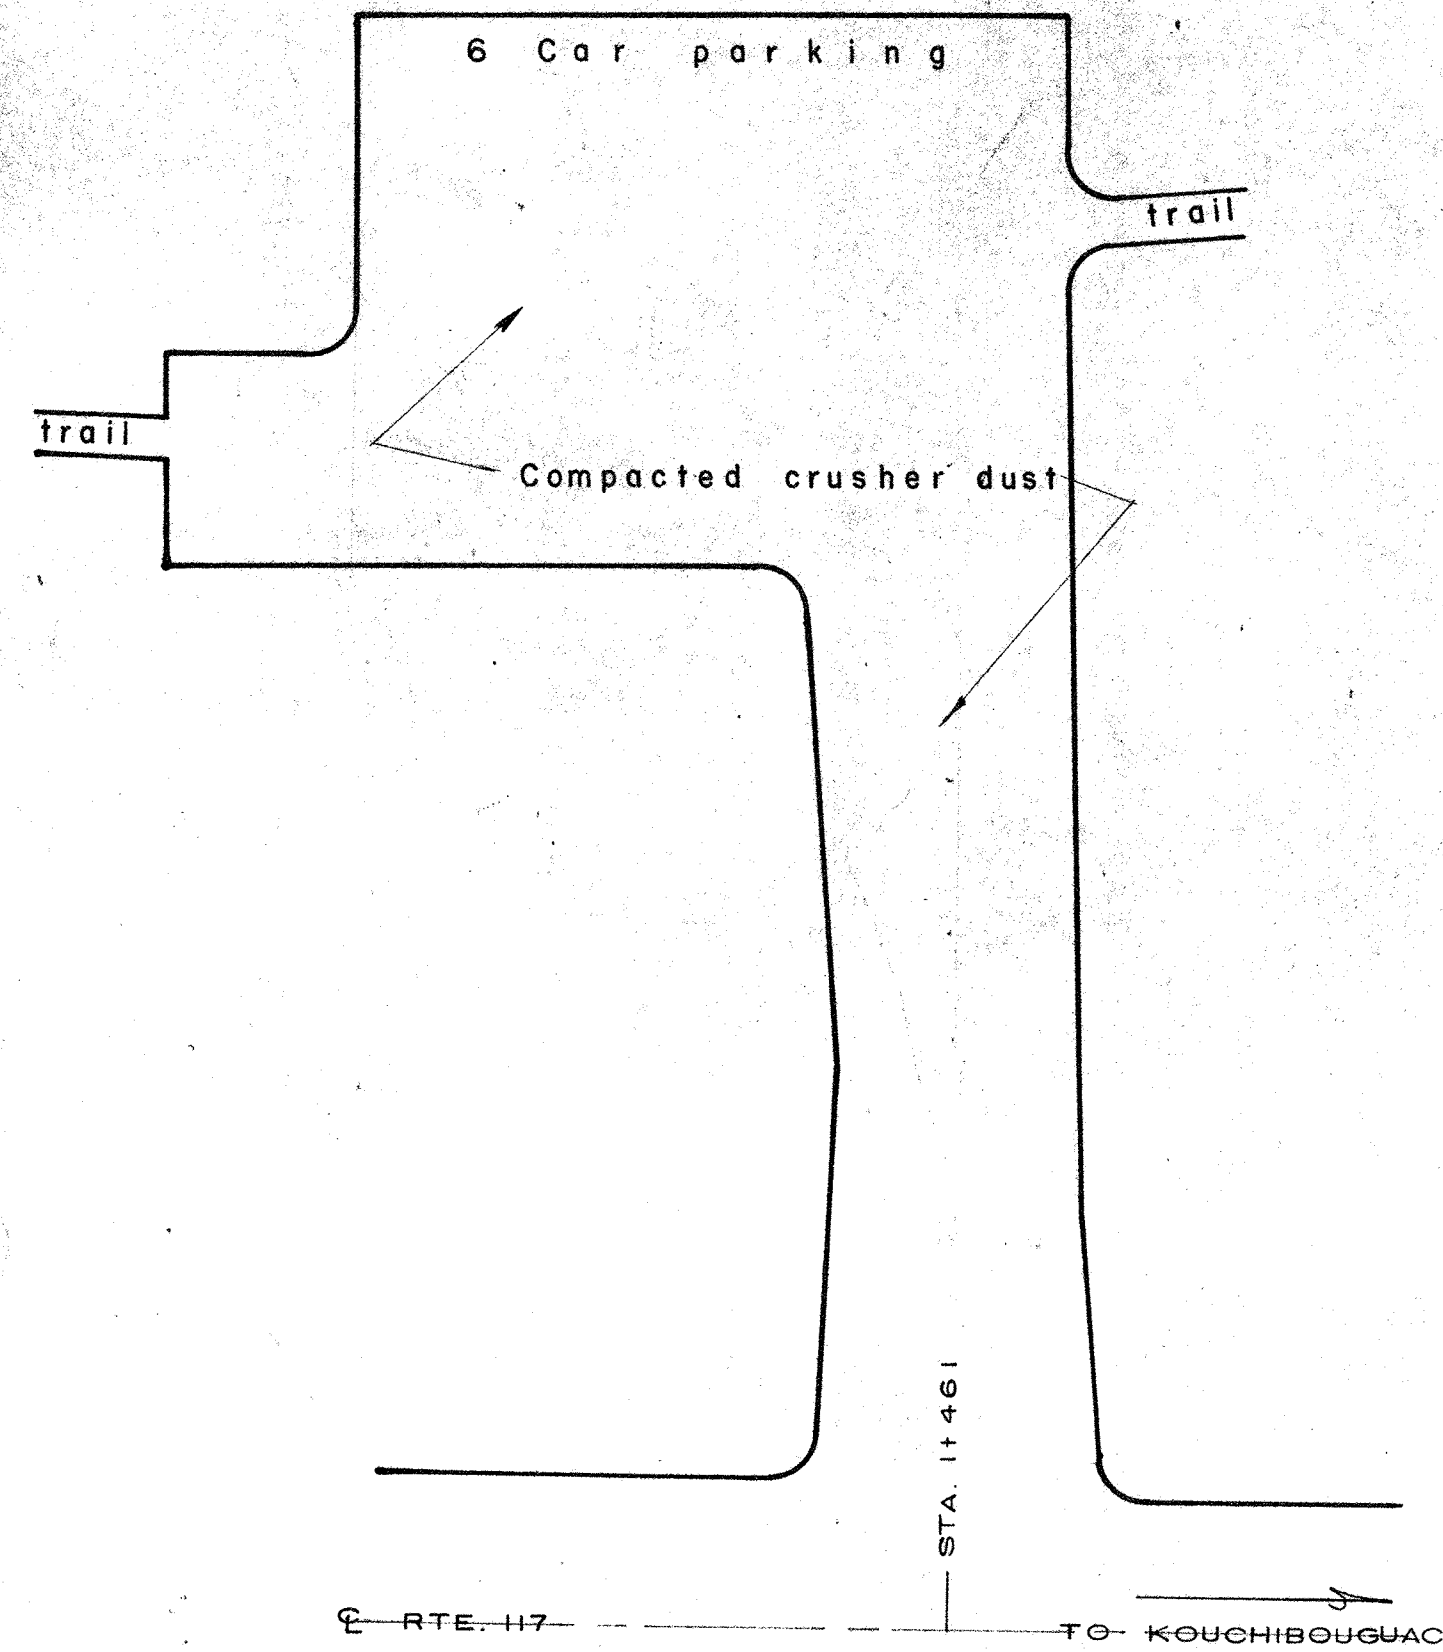 6 Car parking
trail
trail
Compacted crusher dust
STA. 1+461
℄ RTE. 117
TO KOUCHIBOUGUAC